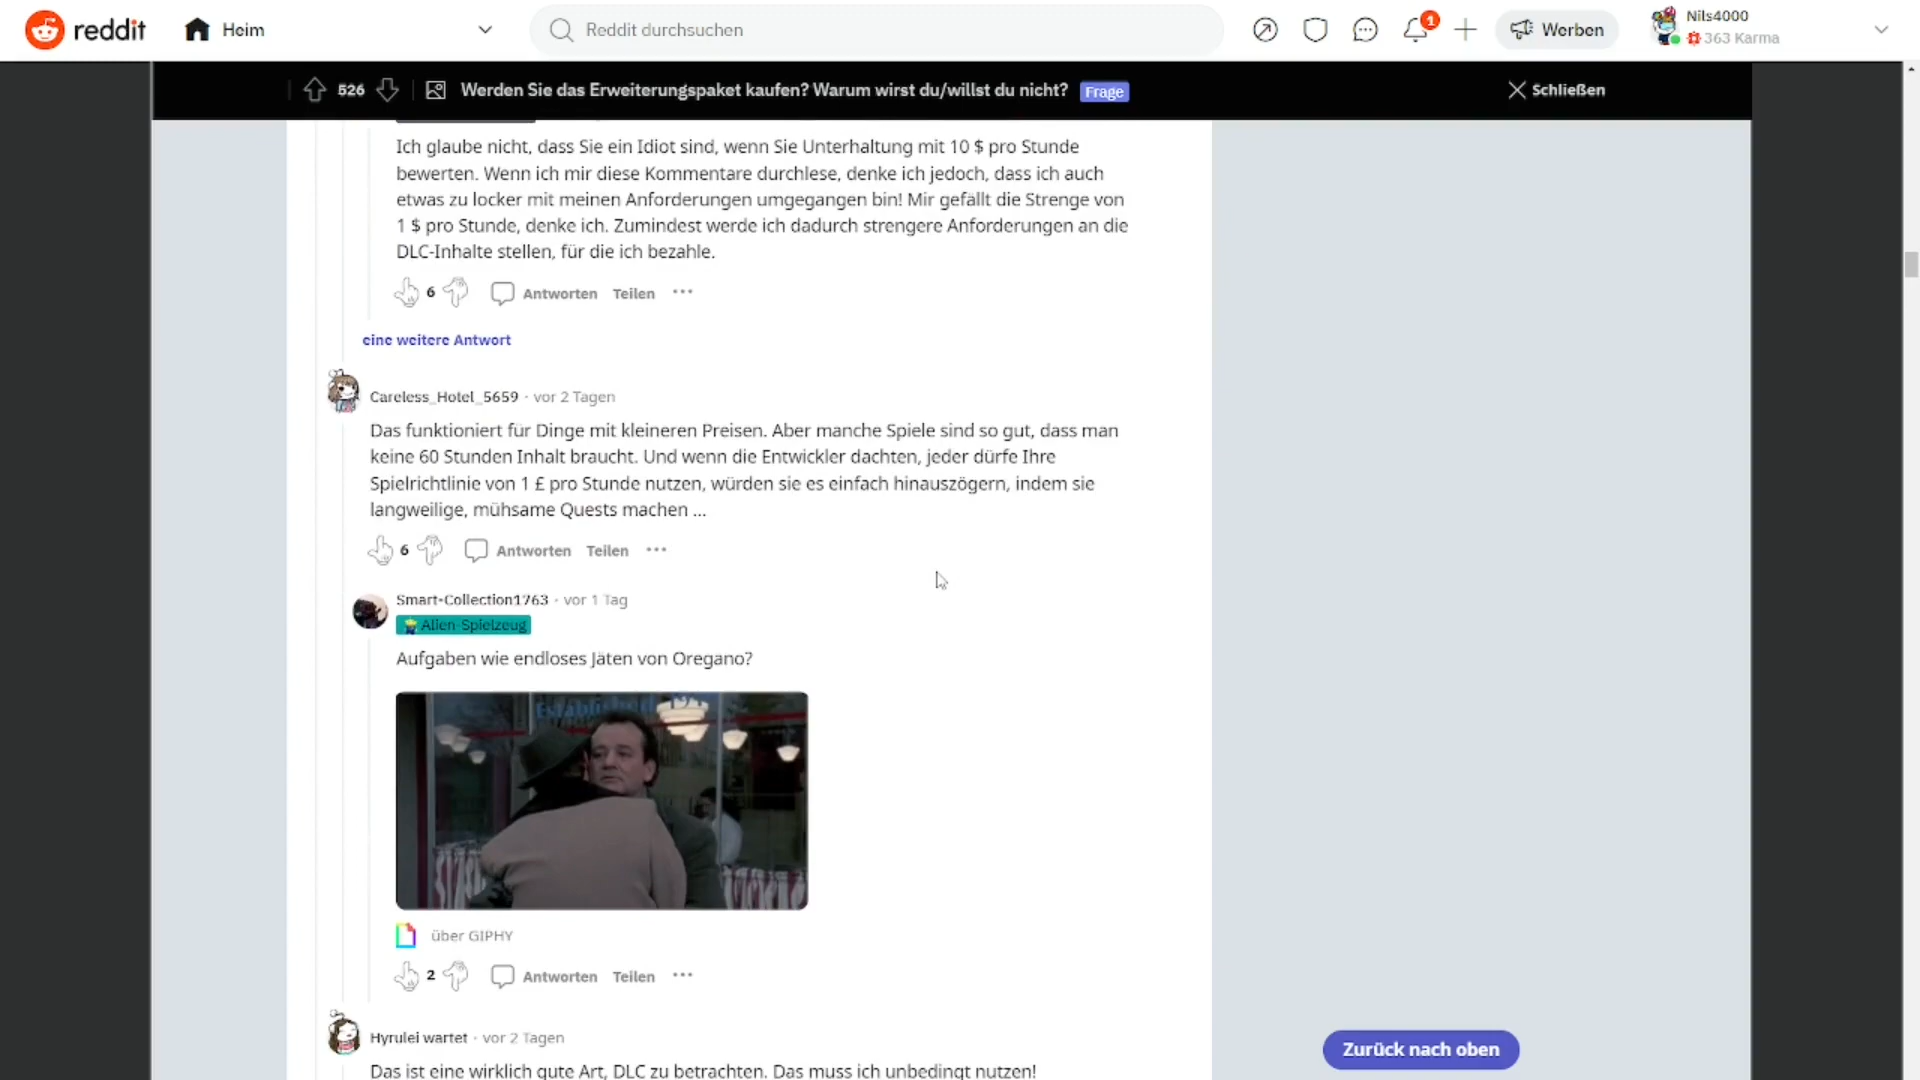 reddit
Heim
Reddit durchsuchen
1
Werben
Nils4000
363 Karma
526
Werden Sie das Erweiterungspaket kaufen? Warum wirst du/willst du nicht?
Frage
Schließen
Ich glaube nicht, dass Sie ein Idiot sind, wenn Sie Unterhaltung mit 10 $ pro Stunde
bewerten. Wenn ich mir diese Kommentare durchlese, denke ich jedoch, dass ich auch
etwas zu locker mit meinen Anforderungen umgegangen bin! Mir gefällt die Strenge von
1 $ pro Stunde, denke ich. Zumindest werde ich dadurch strengere Anforderungen an die
DLC-Inhalte stellen, für die ich bezahle.
6 Antworten Teilen ···
eine weitere Antwort
Careless_Hotel_5659 · vor 2 Tagen
Das funktioniert für Dinge mit kleineren Preisen. Aber manche Spiele sind so gut, dass man
keine 60 Stunden Inhalt braucht. Und wenn die Entwickler dachten, jeder dürfe Ihre
Spielrichtlinie von 1 £ pro Stunde nutzen, würden sie es einfach hinauszögern, indem sie
langweilige, mühsame Quests machen ...
6 Antworten Teilen ···
Smart-Collection1763 · vor 1 Tag
Alien-Spielzeug
Aufgaben wie endloses Jäten von Oregano?
Established
über GIPHY
2 Antworten Teilen ···
Hyrulei wartet · vor 2 Tagen
Das ist eine wirklich gute Art, DLC zu betrachten. Das muss ich unbedingt nutzen!
Zurück nach oben